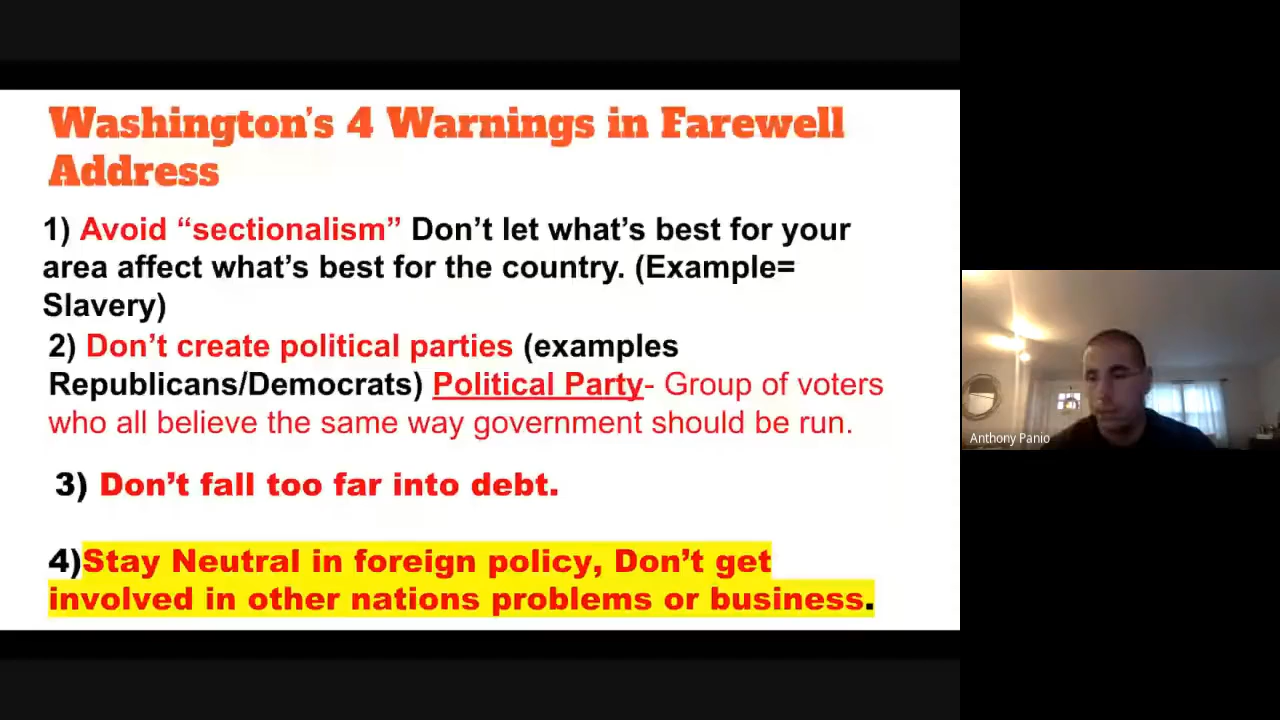 Washington's 4 Warnings in Farewell
Address
1) Avoid “sectionalism” Don’t let what’s best for your
area affect what’s best for the country. (Example=
Slavery)
2) Don’t create political parties (examples
Republicans/Democrats) Political Party- Group of voters
who all believe the same way government should be run.
3) Don’t fall too far into debt.
4)Stay Neutral in foreign policy, Don’t get
involved in other nations problems or business.
Anthony Panio